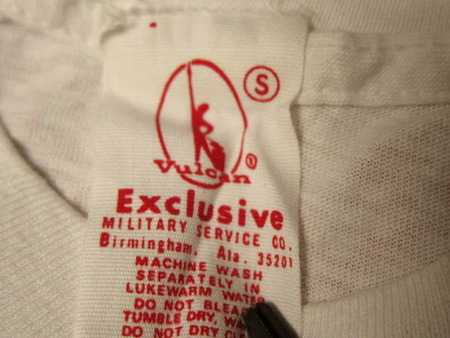 S
Vulcan®
Exclusive
MILITARY SERVICE CO.
Birmingham, Ala. 35201
MACHINE WASH
SEPARATELY IN
LUKEWARM WATER
DO NOT BLEACH
TUMBLE DRY,
DO NOT DRY